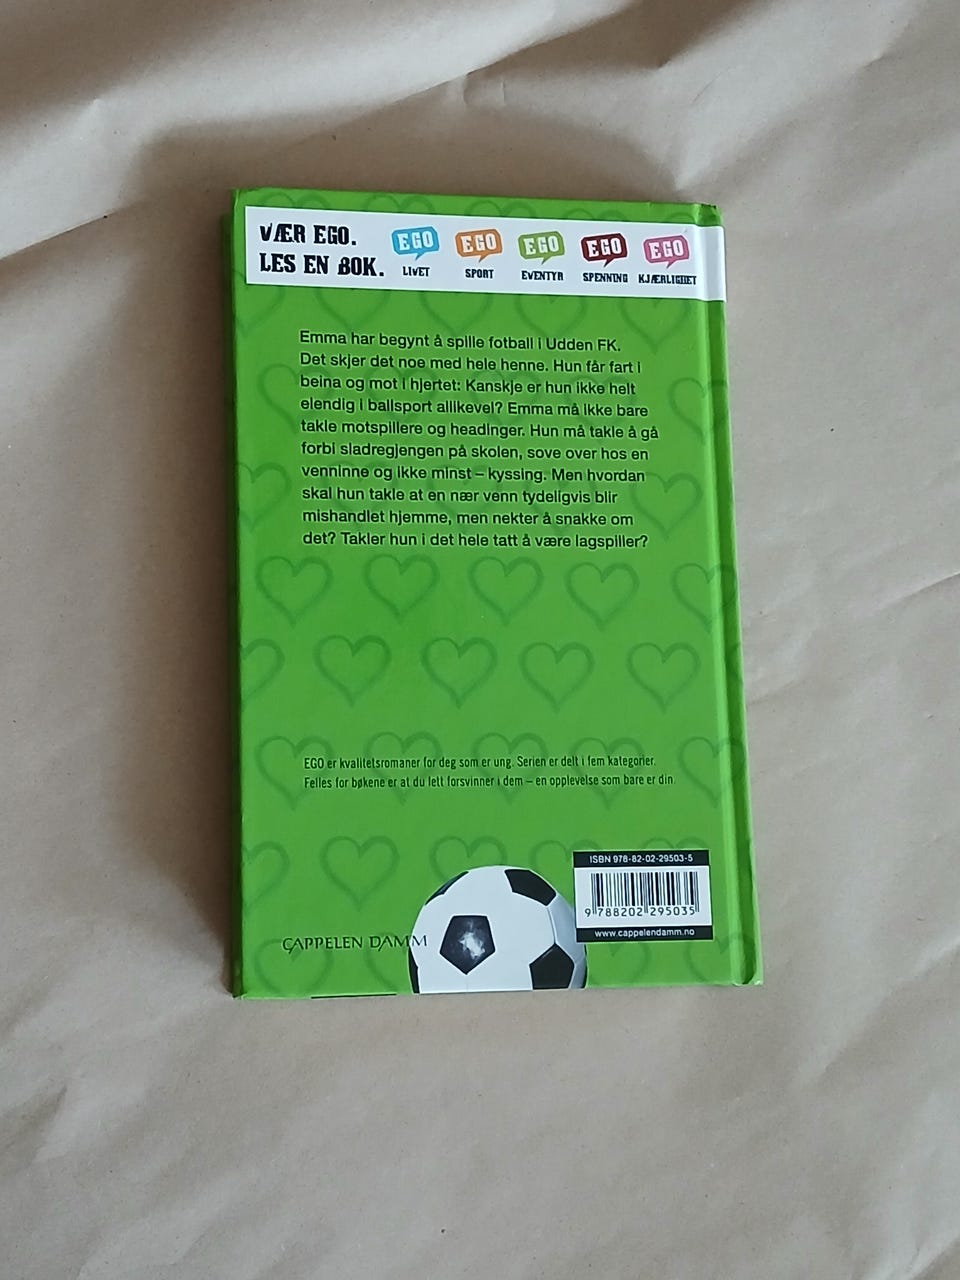 VÆR EGO.
LES EN BOK.
EGO
LIVET
EGO
SPORT
EGO
EVENTYR
EGO
SPENNING
EGO
KJÆRLIGHET
Emma har begynt å spille fotball i Udden FK.
Det skjer det noe med hele henne. Hun får fart i
beina og mot i hjertet: Kanskje er hun ikke helt
elendig i ballsport allikevel? Emma må ikke bare
takle motspillere og headinger. Hun må takle å gå
forbi sladregjengen på skolen, sove over hos en
venninne og ikke minst – kyssing. Men hvordan
skal hun takle at en nær venn tydeligvis blir
mishandlet hjemme, men nekter å snakke om
det? Takler hun i det hele tatt å være lagspiller?
EGO er kvalitetsromaner for deg som er ung. Serien er delt i fem kategorier.
Felles for bøkene er at du lett forsvinner i dem – en opplevelse som bare er din.
ISBN 978-82-02-29503-5
9 788202 295035
www.cappelendamm.no
CAPPELEN DAMM